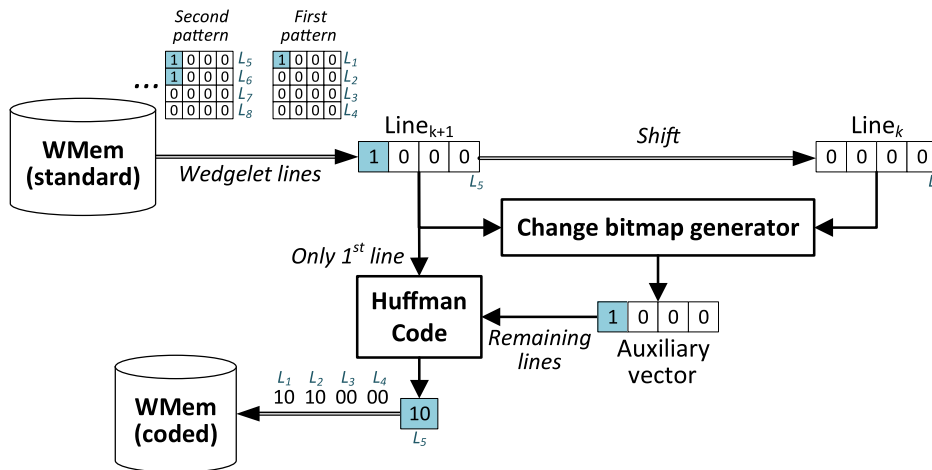 Second pattern
First pattern
1 0 0 0 L5
1 0 0 0 L6
0 0 0 0 L7
0 0 0 0 L8
1 0 0 0 L1
0 0 0 0 L2
0 0 0 0 L3
0 0 0 0 L4
...
WMem
(standard)
Wedgelet lines
Linek+1
1 0 0 0
L5
Shift
Linek
0 0 0 0
L
Change bitmap generator
Only 1st line
Huffman
Code
Remaining
lines
1 0 0 0
Auxiliary
vector
WMem
(coded)
L1 L2 L3 L4
10 10 00 00
10
L5